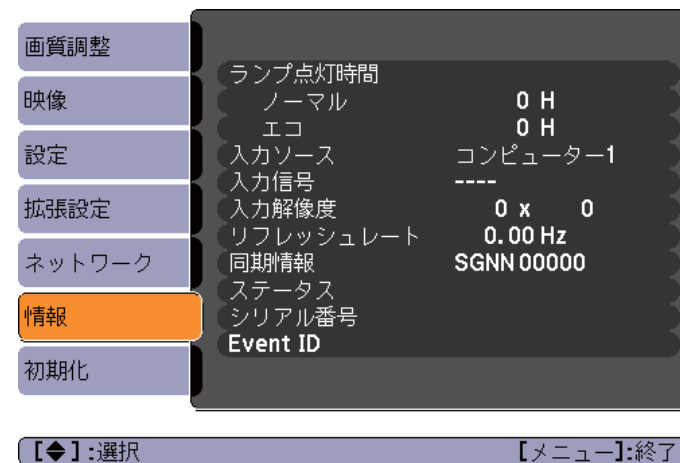 画質調整
映像
設定
拡張設定
ネットワーク
情報
初期化
ランプ点灯時間
ノーマル 0 H
エコ 0 H
入力ソース コンピューター1
入力信号 ----
入力解像度 0 x 0
リフレッシュレート 0.00 Hz
同期情報 SGNN 00000
ステータス
シリアル番号
Event ID
【◆】:選択 【メニュー】:終了